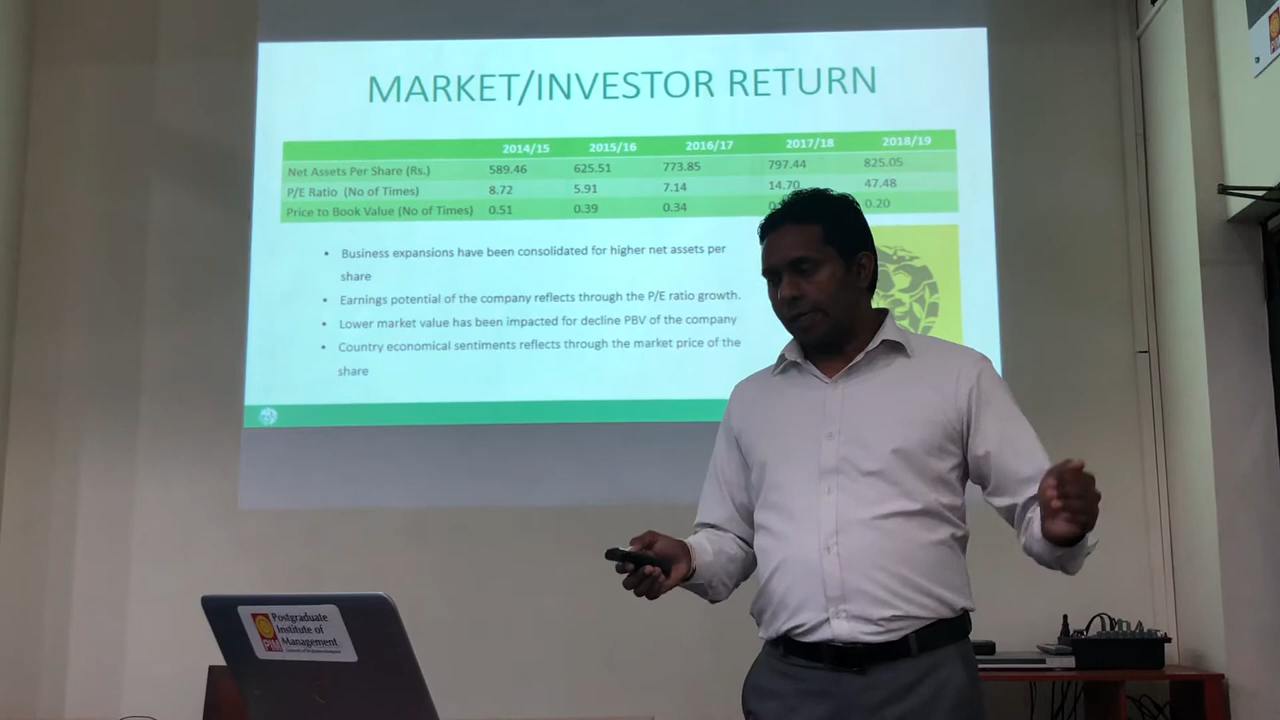 MARKET/INVESTOR RETURN
2014/15 2015/16 2016/17 2017/18 2018/19
Net Assets Per Share (Rs.) 589.46 625.51 773.85 797.44 825.05
P/E Ratio (No of Times) 8.72 5.91 7.14 14.70 47.48
Price to Book Value (No of Times) 0.51 0.39 0.34 0.20
• Business expansions have been consolidated for higher net assets per
share
• Earnings potential of the company reflects through the P/E ratio growth.
• Lower market value has been impacted for decline PBV of the company
• Country economical sentiments reflects through the market price of the
share
Postgraduate
Institute of
Management
PIM